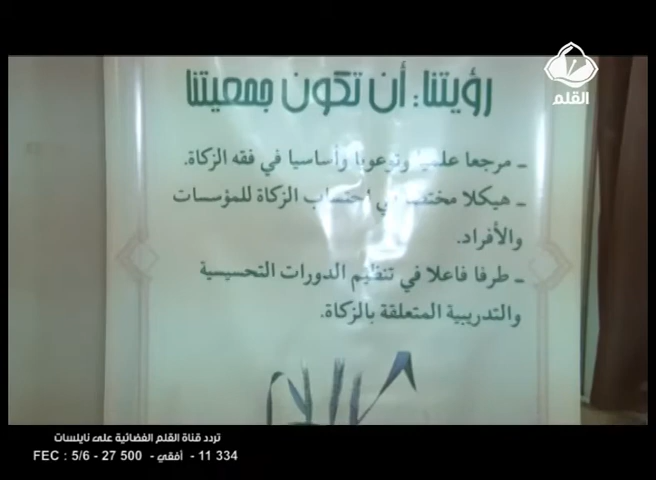 القلم
رؤيتنا: أن تكون جمعيتنا
ـ مرجعا علميا وتوعويا وأساسيا في فقه الزكاة.
ـ هيكلا مختصا في احتساب الزكاة للمؤسسات
والأفراد.
ـ طرفا فاعلا في تنظيم الدورات التحسيسية
والتدريبية المتعلقة بالزكاة.
تردد قناة القلم الفضائية على نايلسات
11 334 - أفقي - 27 500 - FEC : 5/6